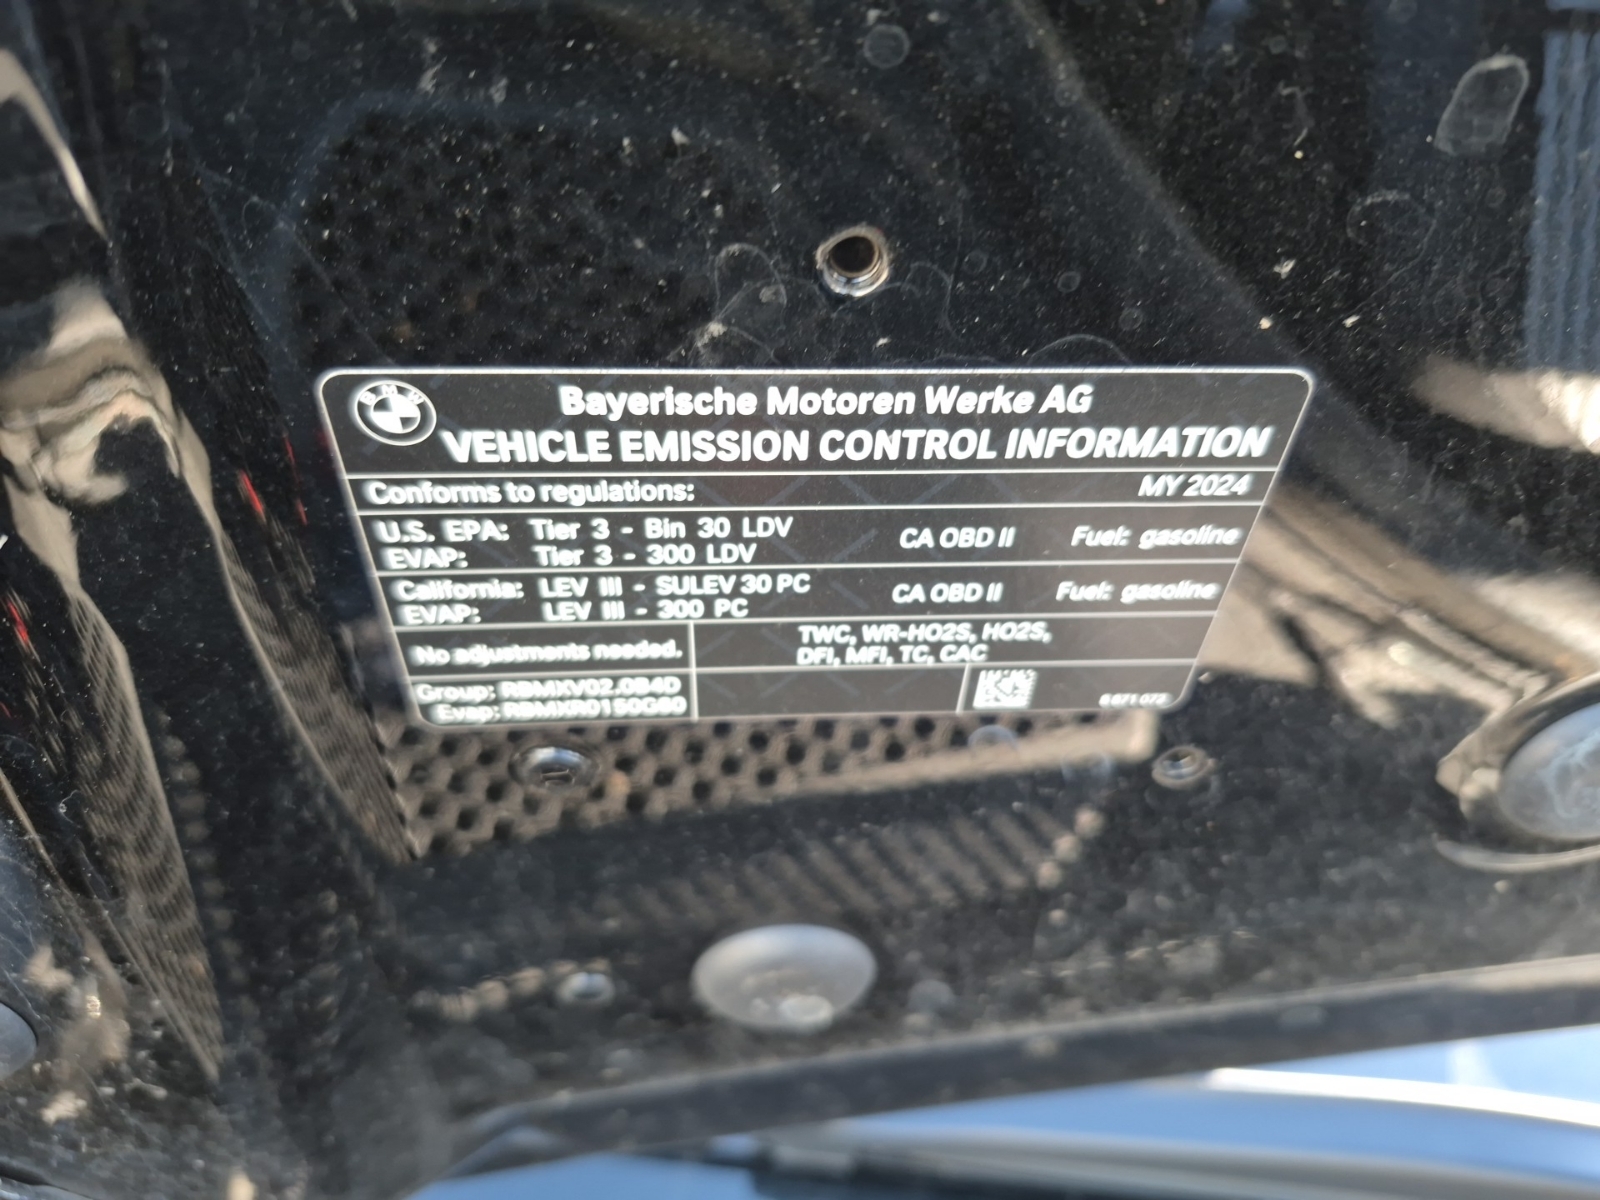 BMW
Bayerische Motoren Werke AG
VEHICLE EMISSION CONTROL INFORMATION
Conforms to regulations: MY 2024
U.S. EPA: Tier 3 - Bin 30 LDV CA OBD II Fuel: gasoline
EVAP: Tier 3 - 300 LDV
California: LEV III - SULEV 30 PC CA OBD II Fuel: gasoline
EVAP: LEV III - 300 PC
No adjustments needed. TWC, WR-HO2S, HO2S,
DFI, MFI, TC, CAC
Group: RBMXV02.0B4D
Evap: 6 871 072